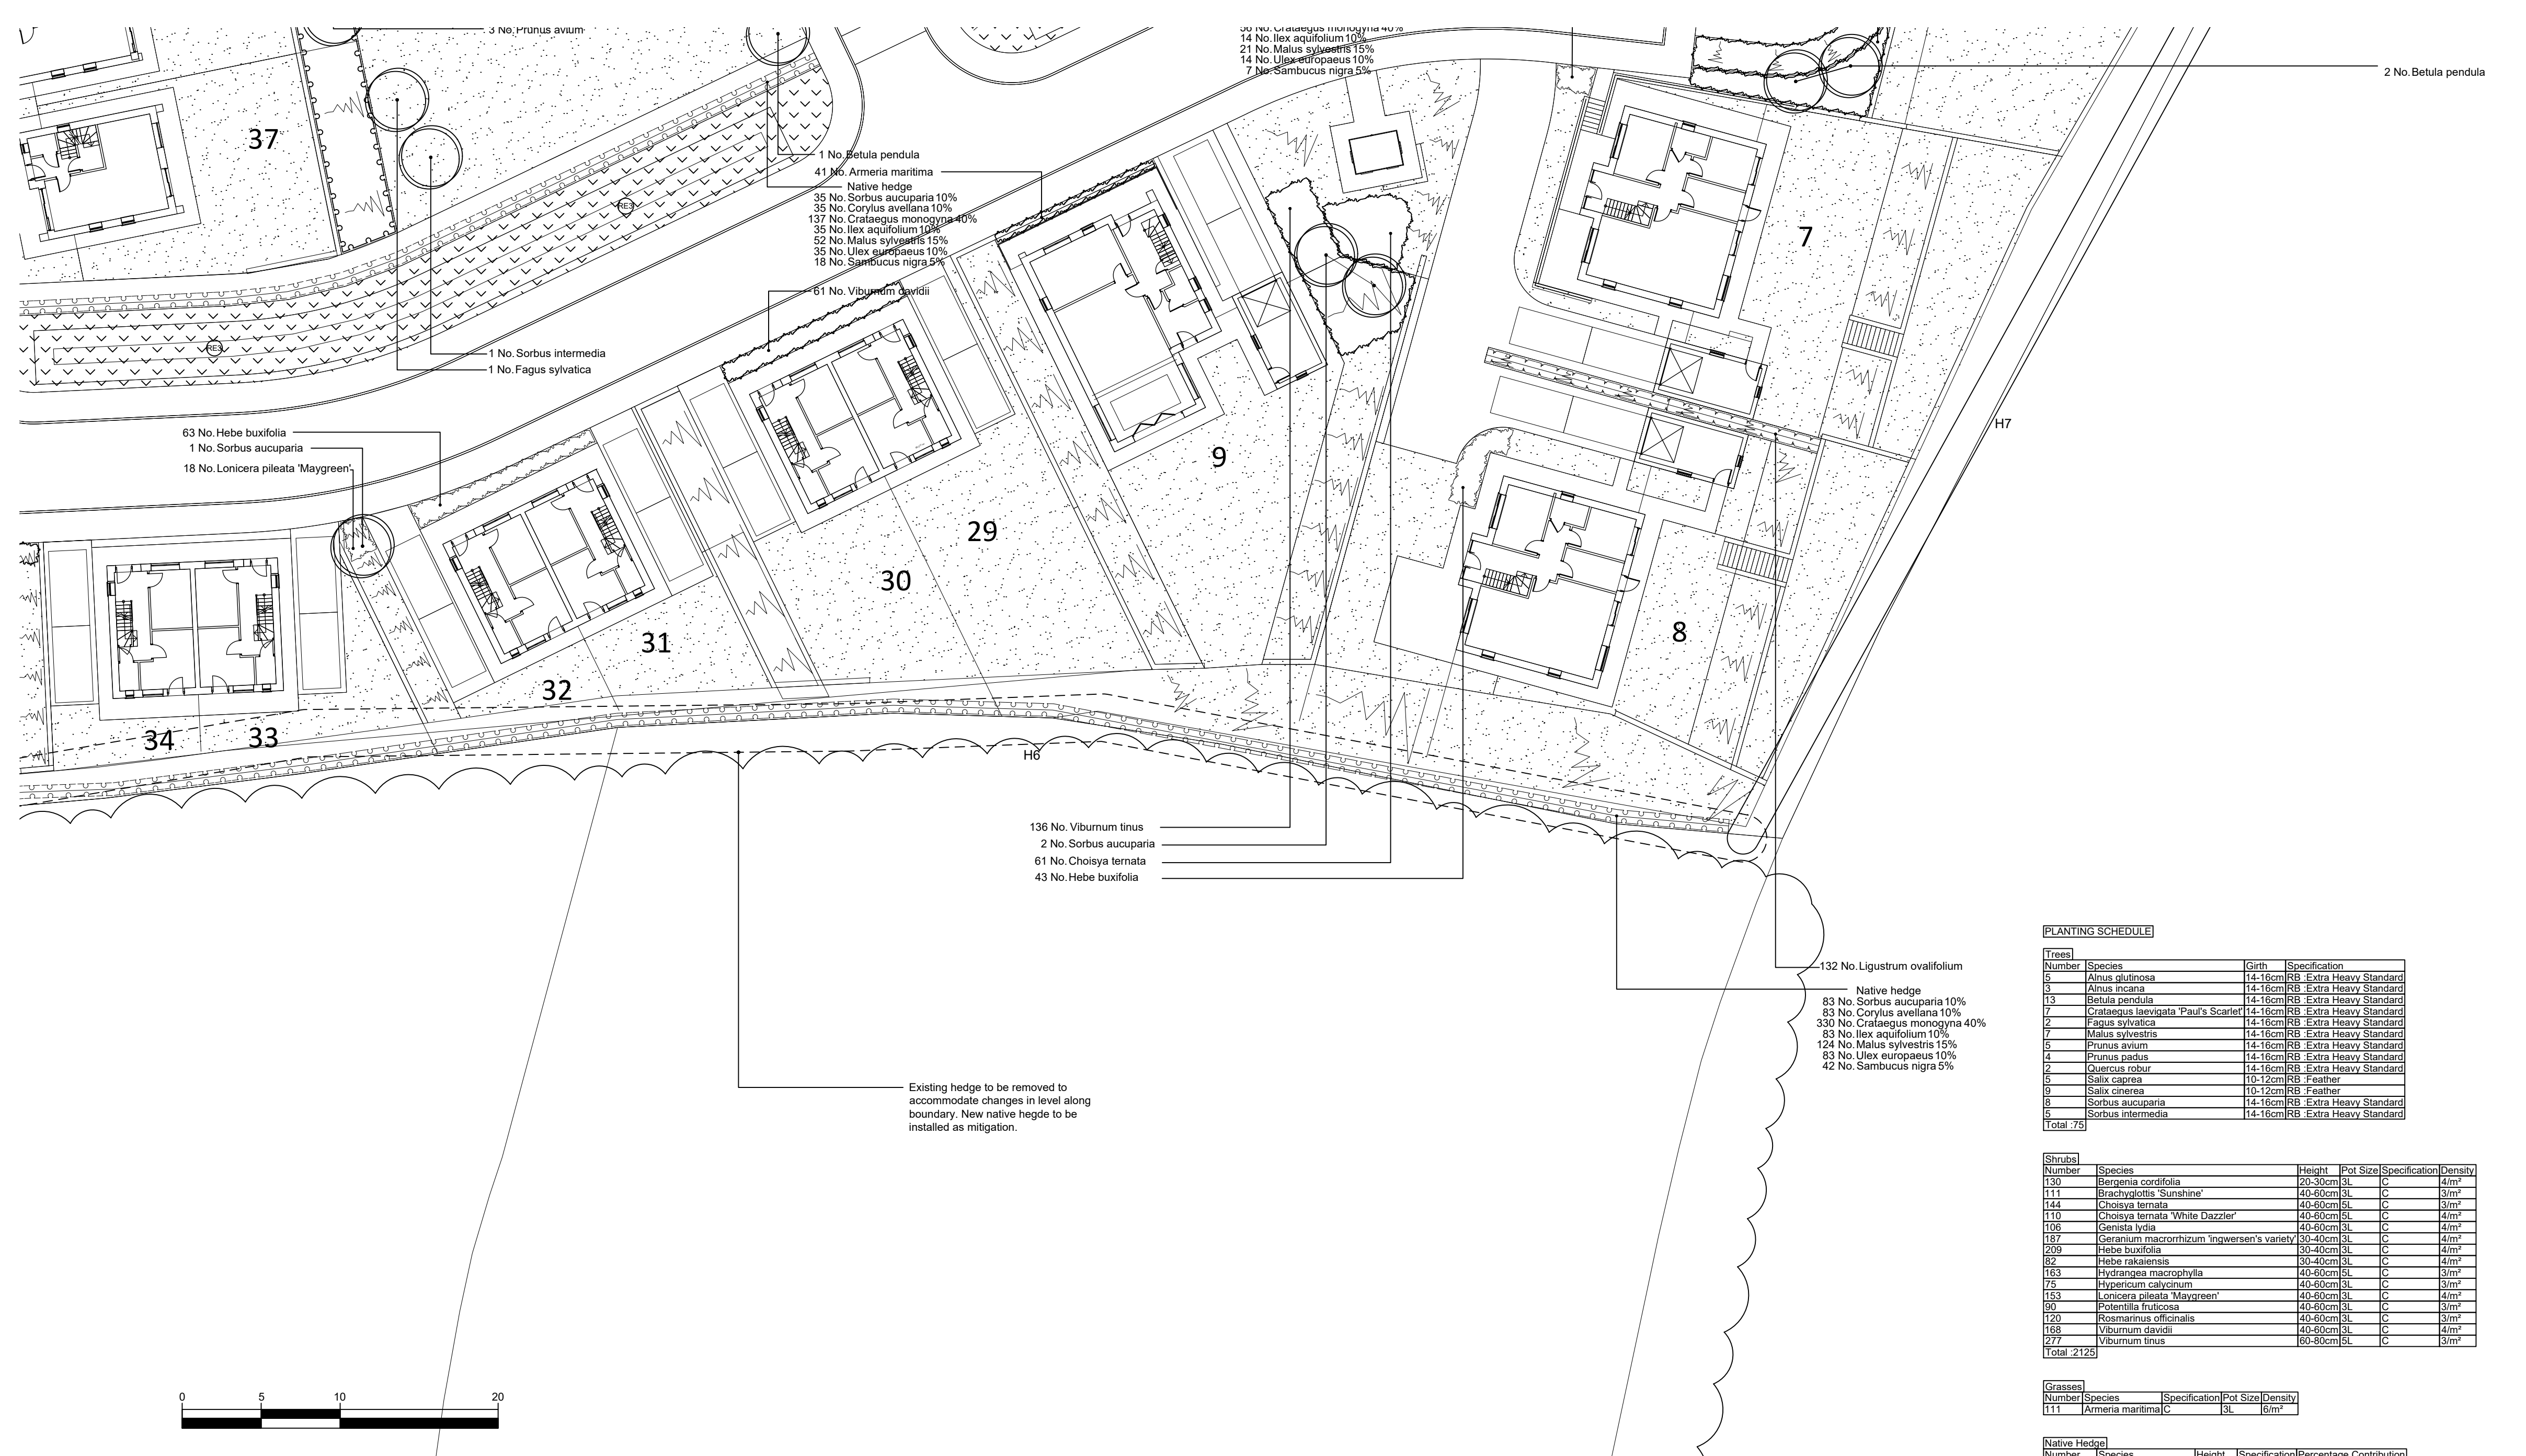 3 No. Prunus avium
56 No. Crataegus monogyna 40%
14 No. Ilex aquifolium 10%
21 No. Malus sylvestris 15%
14 No. Ulex europaeus 10%
7 No. Sambucus nigra 5%
2 No. Betula pendula
37
1 No. Betula pendula
41 No. Armeria maritima
Native hedge
35 No. Sorbus aucuparia 10%
35 No. Corylus avellana 10%
137 No. Crataegus monogyna 40%
35 No. Ilex aquifolium 10%
52 No. Malus sylvestris 15%
35 No. Ulex europaeus 10%
18 No. Sambucus nigra 5%
RE3
7
61 No. Viburnum davidii
RE3
1 No. Sorbus intermedia
1 No. Fagus sylvatica
H7
63 No. Hebe buxifolia
1 No. Sorbus aucuparia
18 No. Lonicera pileata 'Maygreen'
9
29
30
31
8
32
34
33
H6
136 No. Viburnum tinus
2 No. Sorbus aucuparia
61 No. Choisya ternata
43 No. Hebe buxifolia
132 No. Ligustrum ovalifolium
Native hedge
83 No. Sorbus aucuparia 10%
83 No. Corylus avellana 10%
330 No. Crataegus monogyna 40%
83 No. Ilex aquifolium 10%
124 No. Malus sylvestris 15%
83 No. Ulex europaeus 10%
42 No. Sambucus nigra 5%
Existing hedge to be removed to
accommodate changes in level along
boundary. New native hegde to be
installed as mitigation.
0 5 10 20
PLANTING SCHEDULE
Trees
Number Species Girth Specification
5 Alnus glutinosa 14-16cm RB :Extra Heavy Standard
3 Alnus incana 14-16cm RB :Extra Heavy Standard
13 Betula pendula 14-16cm RB :Extra Heavy Standard
7 Crataegus laevigata 'Paul's Scarlet' 14-16cm RB :Extra Heavy Standard
2 Fagus sylvatica 14-16cm RB :Extra Heavy Standard
7 Malus sylvestris 14-16cm RB :Extra Heavy Standard
5 Prunus avium 14-16cm RB :Extra Heavy Standard
4 Prunus padus 14-16cm RB :Extra Heavy Standard
2 Quercus robur 14-16cm RB :Extra Heavy Standard
5 Salix caprea 10-12cm RB :Feather
9 Salix cinerea 10-12cm RB :Feather
8 Sorbus aucuparia 14-16cm RB :Extra Heavy Standard
5 Sorbus intermedia 14-16cm RB :Extra Heavy Standard
Total :75
Shrubs
Number Species Height Pot Size Specification Density
130 Bergenia cordifolia 20-30cm 3L C 4/m²
111 Brachyglottis 'Sunshine' 40-60cm 3L C 3/m²
144 Choisya ternata 40-60cm 5L C 3/m²
110 Choisya ternata 'White Dazzler' 40-60cm 5L C 4/m²
106 Genista lydia 40-60cm 3L C 4/m²
187 Geranium macrorrhizum 'ingwersen's variety' 30-40cm 3L C 4/m²
209 Hebe buxifolia 30-40cm 3L C 4/m²
82 Hebe rakaiensis 30-40cm 3L C 4/m²
163 Hydrangea macrophylla 40-60cm 5L C 3/m²
75 Hypericum calycinum 40-60cm 3L C 3/m²
153 Lonicera pileata 'Maygreen' 40-60cm 3L C 4/m²
90 Potentilla fruticosa 40-60cm 3L C 3/m²
120 Rosmarinus officinalis 40-60cm 3L C 3/m²
168 Viburnum davidii 40-60cm 3L C 4/m²
277 Viburnum tinus 60-80cm 5L C 3/m²
Total :2125
Grasses
Number Species Specification Pot Size Density
111 Armeria maritima C 3L 6/m²
Native Hedge
Number Species Height Specification Percentage Contribution